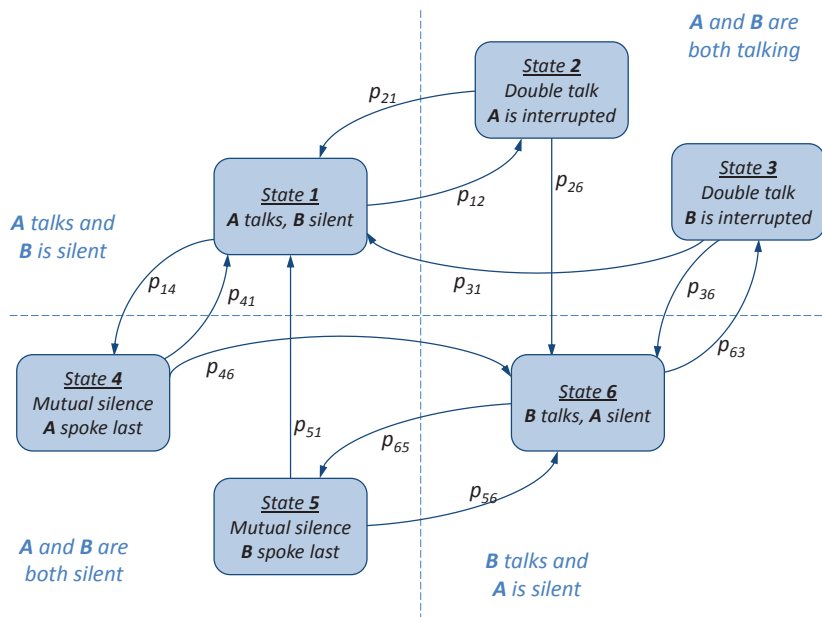 A and B are
both talking
State 2
Double talk
A is interrupted
p21
State 1
A talks, B silent
p12
p26
State 3
Double talk
B is interrupted
A talks and
B is silent
p14
p41
p31
p36
p63
State 4
Mutual silence
A spoke last
p46
State 6
B talks, A silent
p51
p65
p56
State 5
Mutual silence
B spoke last
A and B are
both silent
B talks and
A is silent